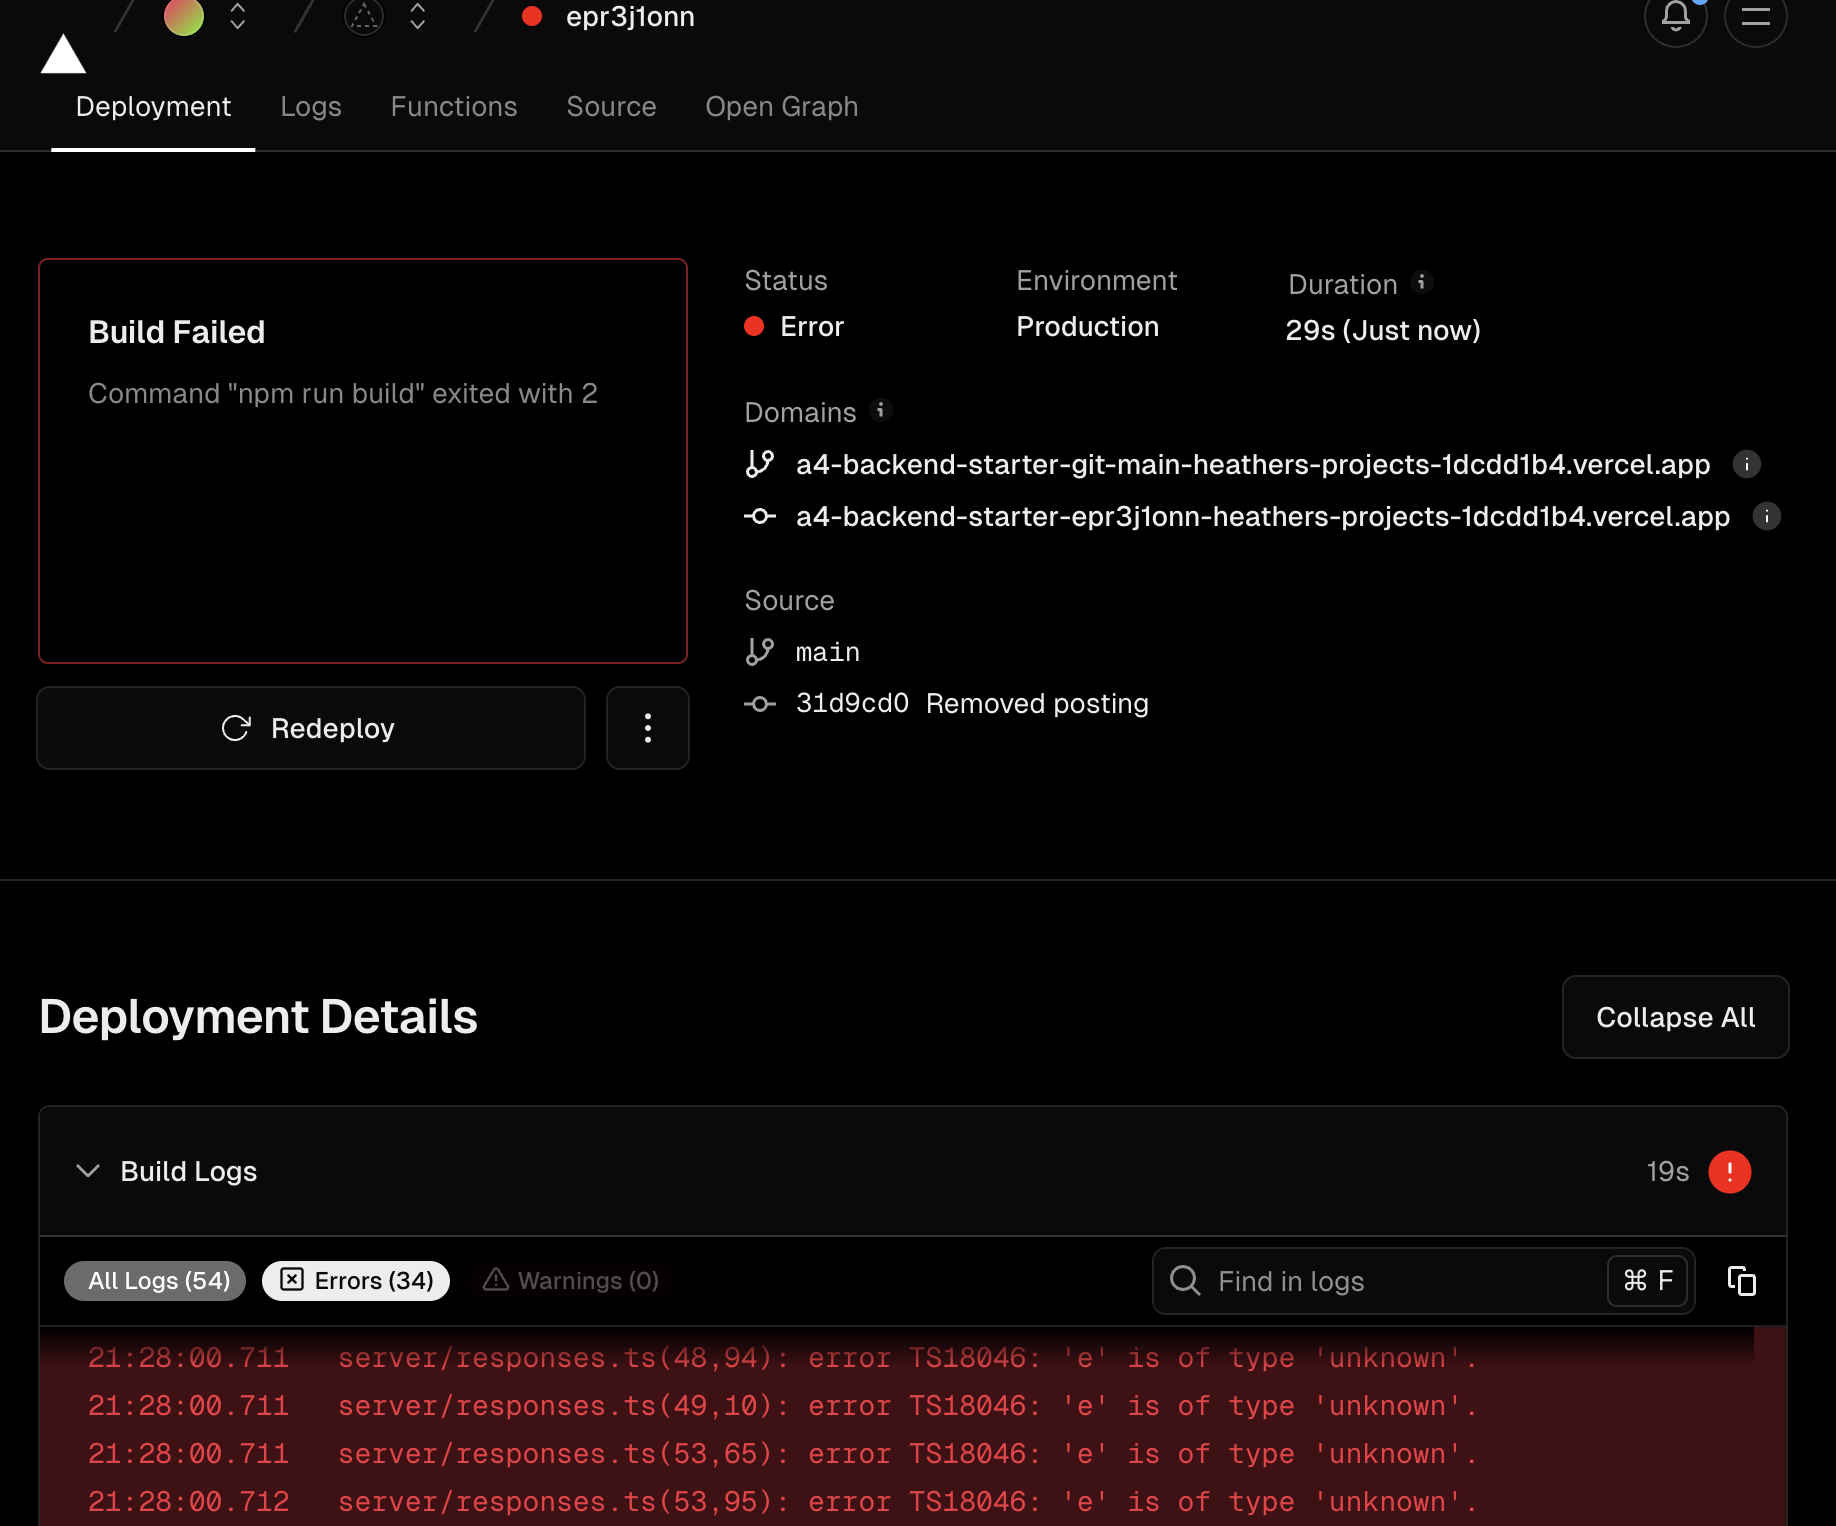 epr3j1onn
Deployment Logs Functions Source Open Graph
Build Failed
Command "npm run build" exited with 2
Redeploy
Status Environment Duration
Error Production 29s (Just now)
Domains
a4-backend-starter-git-main-heathers-projects-1dcdd1b4.vercel.app
a4-backend-starter-epr3j1onn-heathers-projects-1dcdd1b4.vercel.app
Source
main
31d9cd0 Removed posting
Deployment Details
Collapse All
Build Logs 19s
All Logs (54) Errors (34) Warnings (0) Find in logs ⌘ F
21:28:00.711 server/responses.ts(48,94): error TS18046: 'e' is of type 'unknown'.
21:28:00.711 server/responses.ts(49,10): error TS18046: 'e' is of type 'unknown'.
21:28:00.711 server/responses.ts(53,65): error TS18046: 'e' is of type 'unknown'.
21:28:00.712 server/responses.ts(53,95): error TS18046: 'e' is of type 'unknown'.